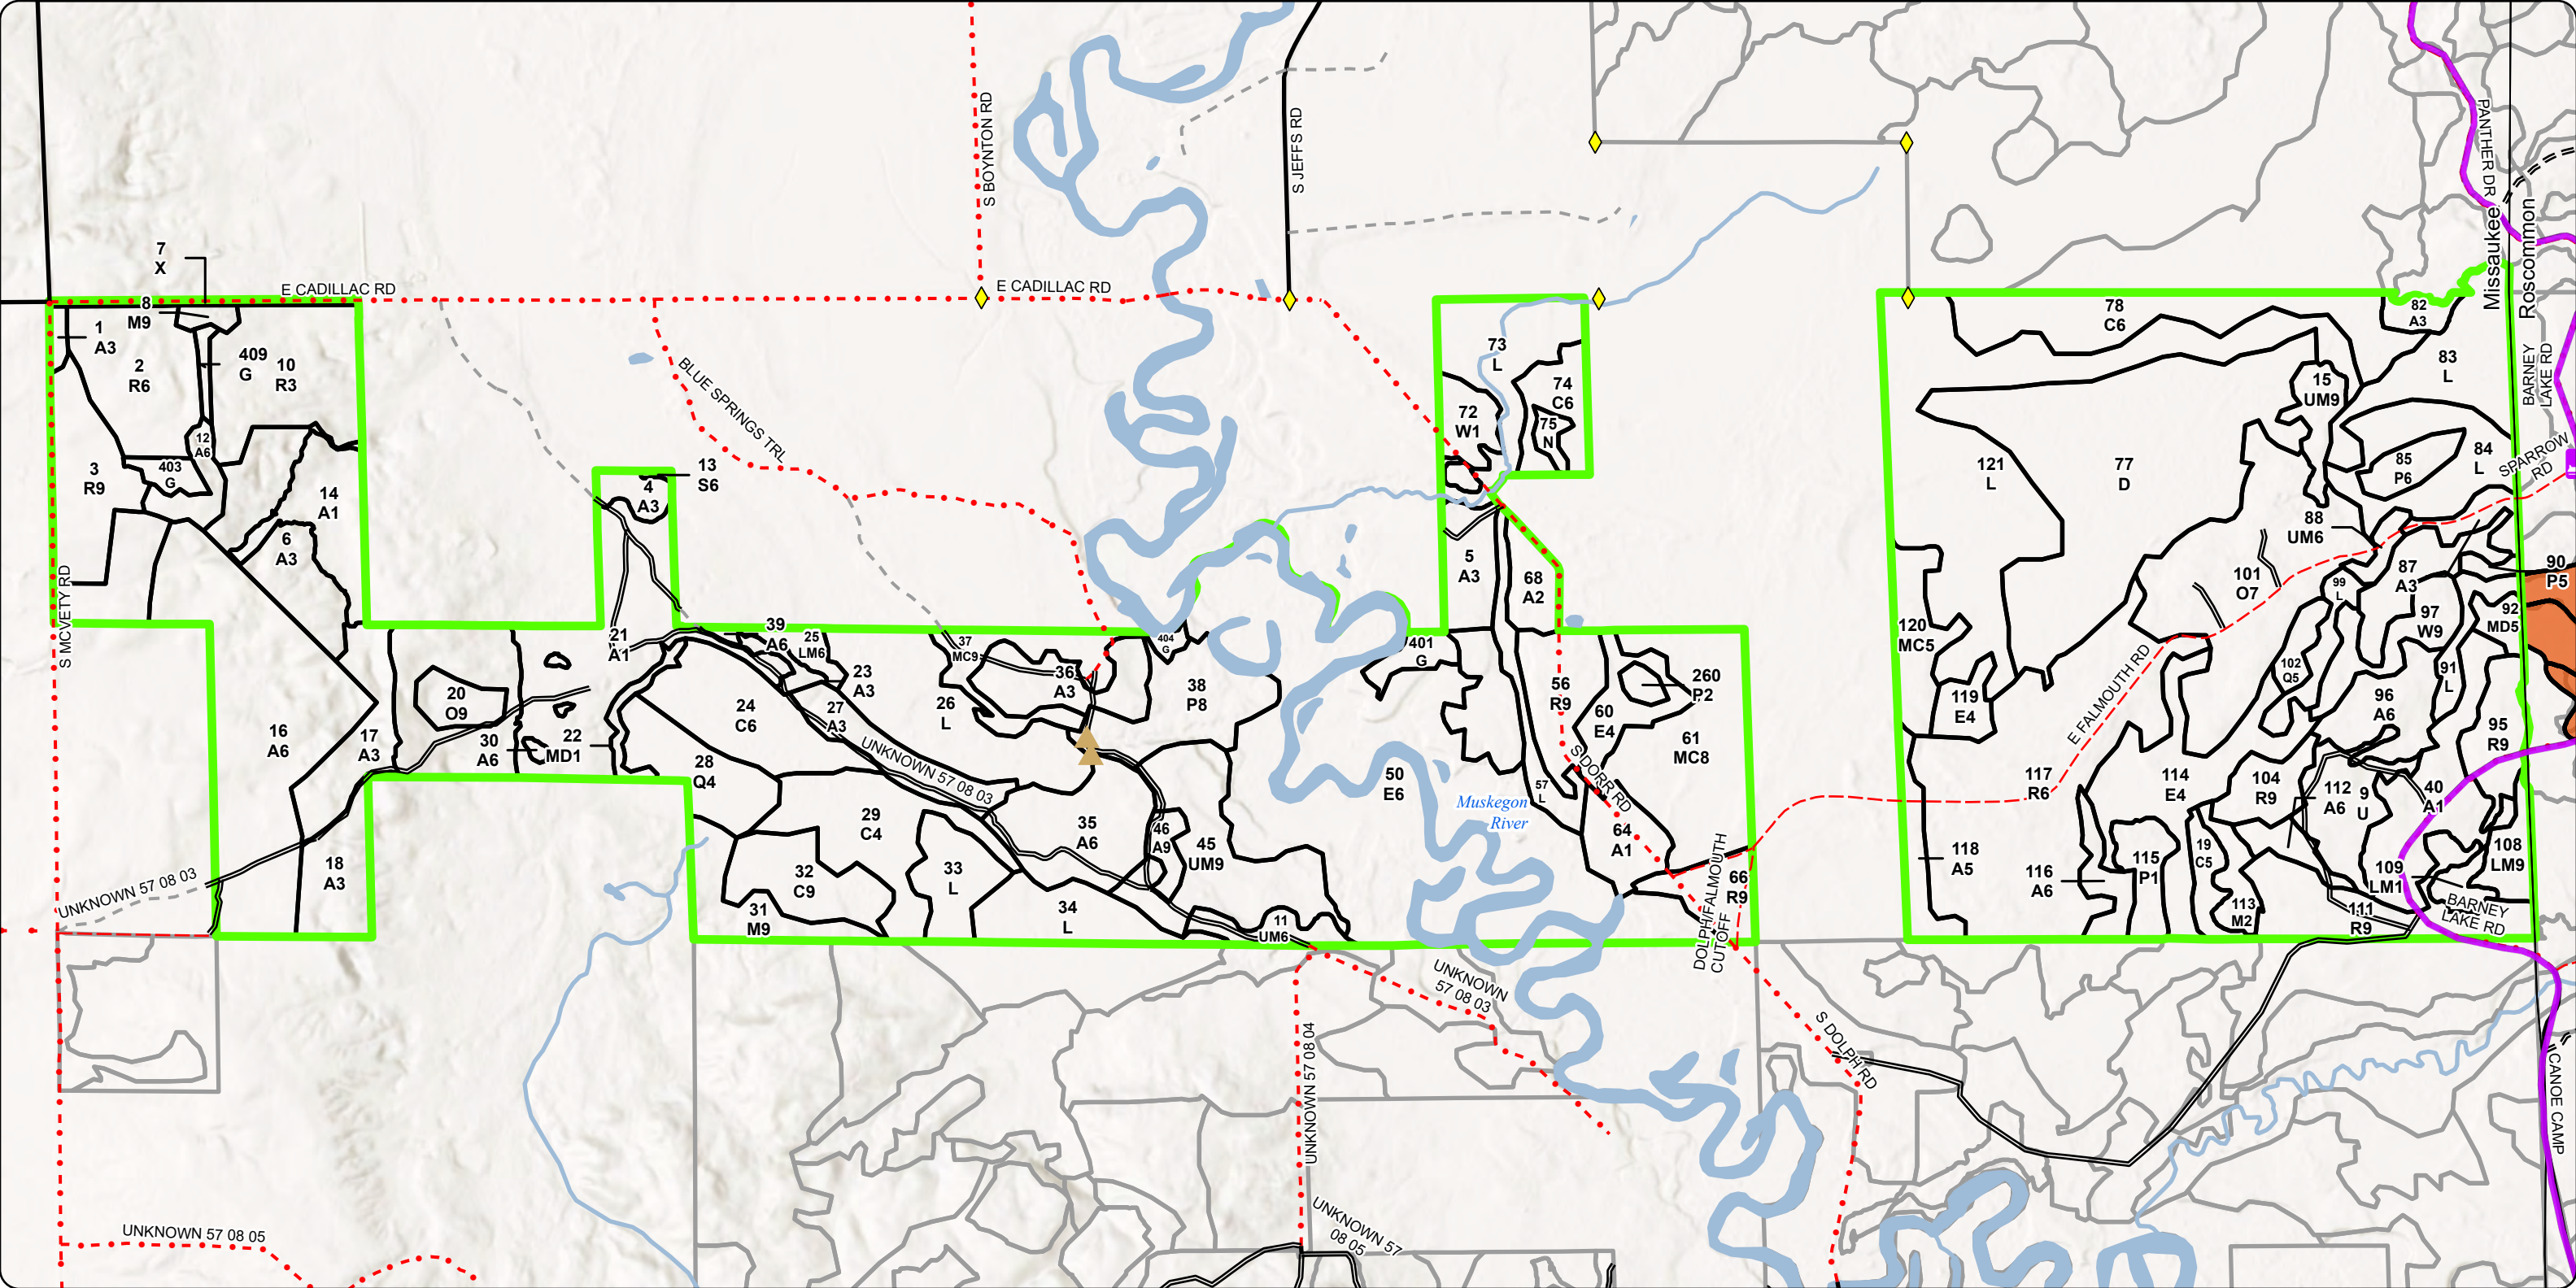 S BOYNTON RD
S JEFFS RD
PANTHER DR
Missaukee
Roscommon
7
X
E CADILLAC RD
E CADILLAC RD
8
M9
1
A3
2
R6
409
G
10
R3
12
A6
403
G
3
R9
14
A1
6
A3
S MCVETY RD
BLUE SPRINGS TRL
13
S6
4
A3
73
L
74
C6
72
W1
75
N
5
A3
68
A2
78
C6
82
A3
83
L
BARNEY
LAKE RD
15
UM9
84
L
85
P6
SPARROW
RD
121
L
77
D
88
UM6
87
A3
90
P5
101
O7
99
L
97
W9
92
MD5
91
L
102
Q5
96
A6
95
R9
120
MC5
119
E4
E FALMOUTH RD
21
A1
39
A6
25
LM6
23
A3
37
MC9
36
A3
404
G
38
P8
401
G
16
A6
17
A3
20
O9
30
A6
22
MD1
24
C6
27
A3
26
L
UNKNOWN 57 08 03
28
Q4
29
C4
35
A6
46
A9
45
UM9
50
E6
Muskegon
River
56
R9
57
L
60
E4
260
P2
61
MC8
S DORR RD
64
A1
66
R9
DOLPH/FALMOUTH
CUTOFF
117
R6
114
E4
104
R9
112
A6
9
U
40
A1
118
A5
116
A6
115
P1
19
C5
113
M2
111
R9
109
LM1
108
LM9
BARNEY
LAKE RD
18
A3
UNKNOWN 57 08 03
32
C9
31
M9
33
L
34
L
11
UM6
UNKNOWN
57 08 03
UNKNOWN 57 08 04
S DOLPH RD
CANOE CAMP
UNKNOWN 57 08 05
UNKNOWN 57
08 05